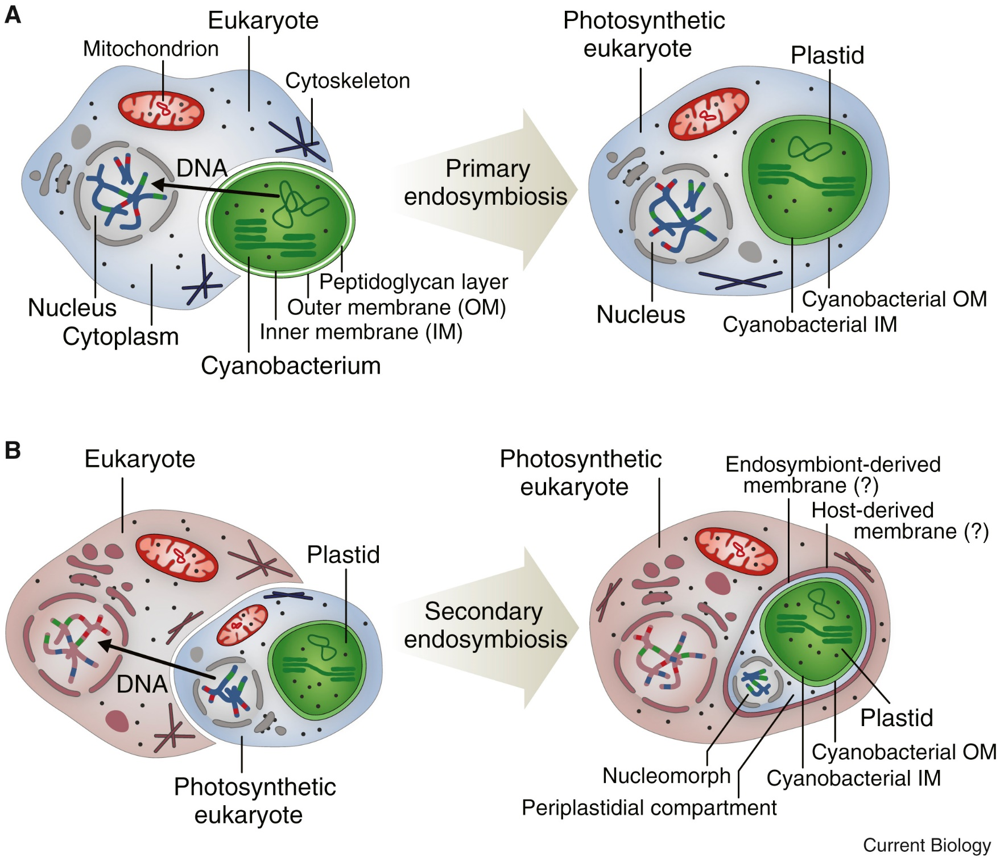 A
Eukaryote
Mitochondrion
Cytoskeleton
DNA
Peptidoglycan layer
Outer membrane (OM)
Inner membrane (IM)
Nucleus
Cytoplasm
Cyanobacterium
Primary
endosymbiosis
Photosynthetic
eukaryote
Plastid
Nucleus
Cyanobacterial OM
Cyanobacterial IM
B
Eukaryote
Plastid
DNA
Photosynthetic
eukaryote
Secondary
endosymbiosis
Photosynthetic
eukaryote
Endosymbiont-derived
membrane (?)
Host-derived
membrane (?)
Plastid
Cyanobacterial OM
Cyanobacterial IM
Nucleomorph
Periplastidial compartment
Current Biology